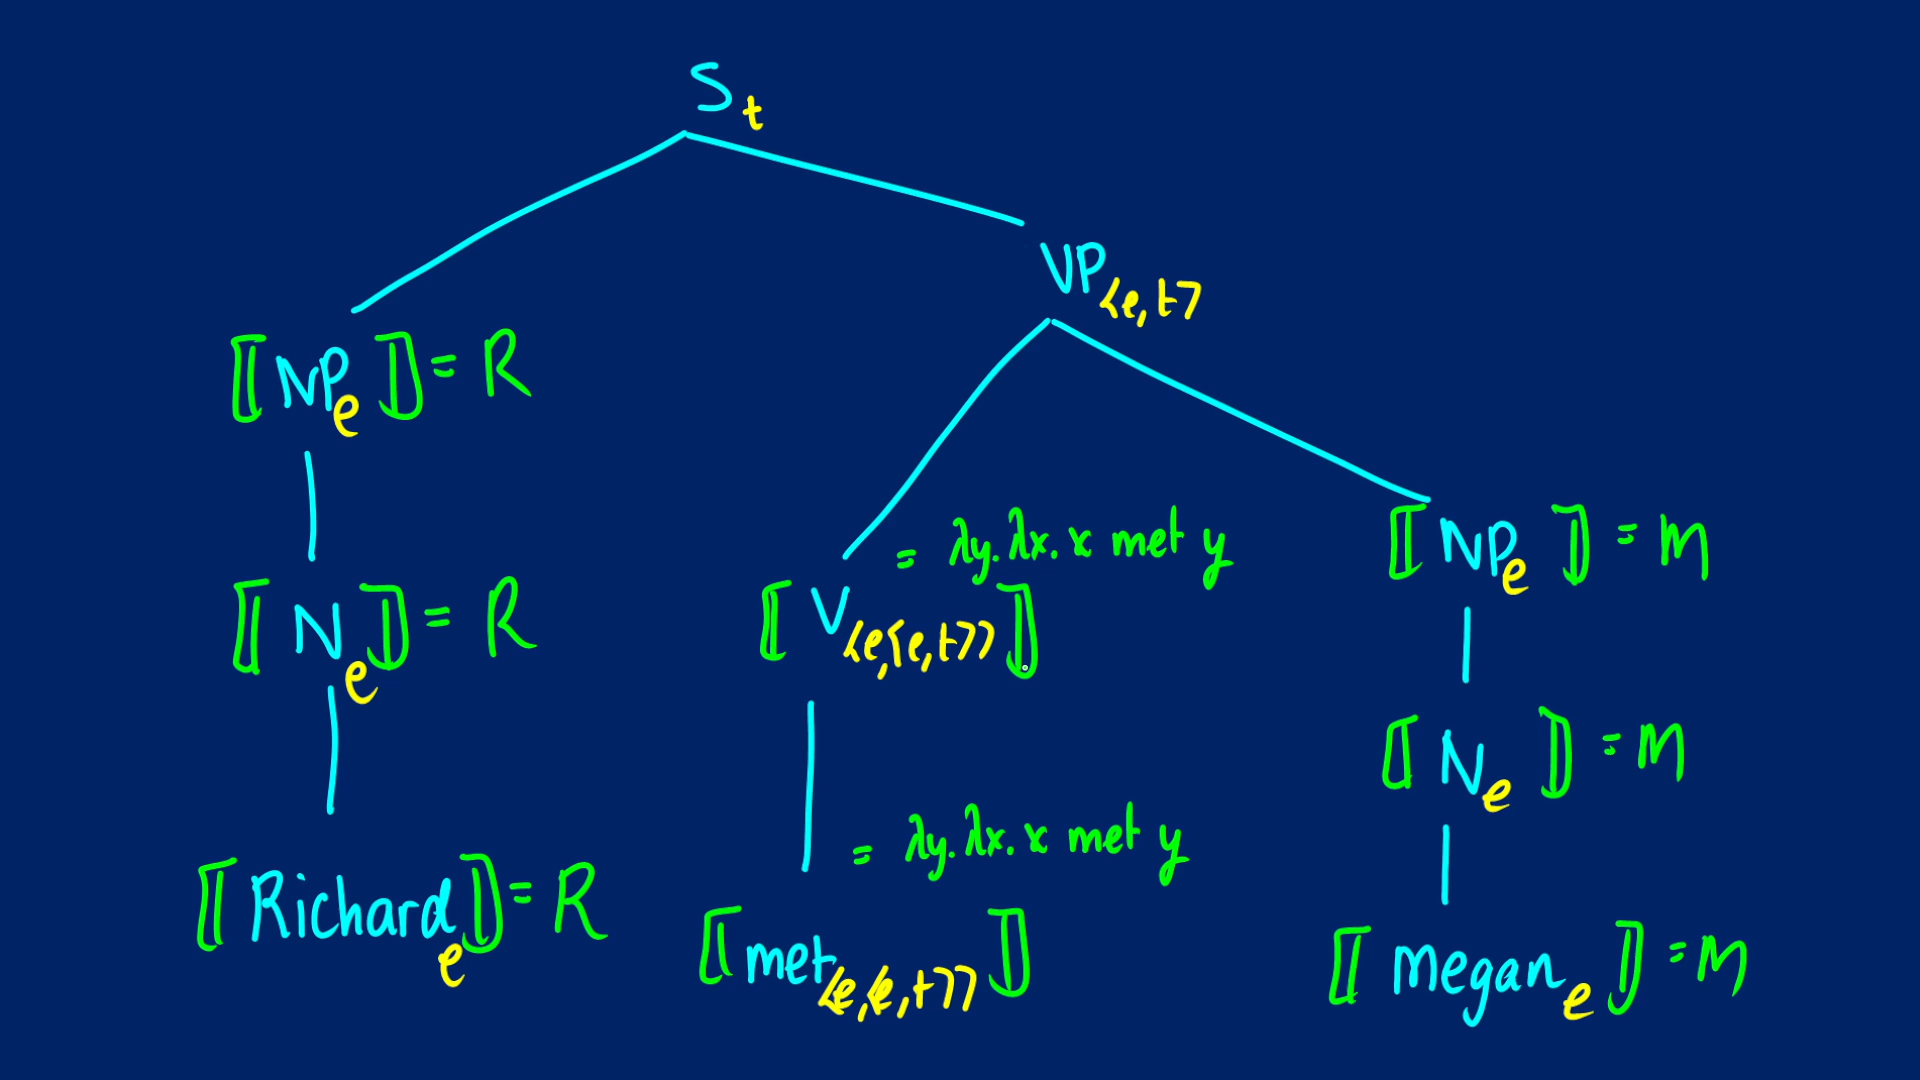 S t
VP <e,t>
⟦ NP e ⟧ = R
= λy.λx. x met y
⟦ NP e ⟧ = M
⟦ N e ⟧ = R
⟦ V <e,<e,t>> ⟧
⟦ N e ⟧ = M
= λy.λx. x met y
⟦ Richard e ⟧ = R
⟦ met <e,<e,t>> ⟧
⟦ Megan e ⟧ = M